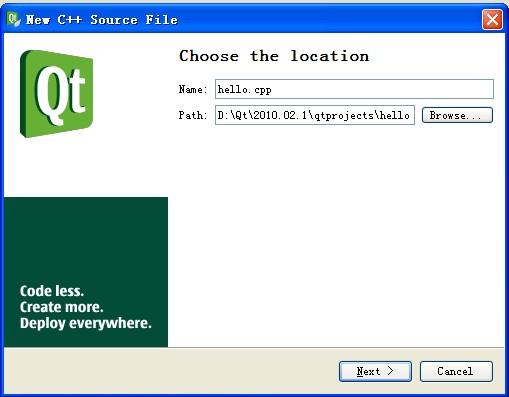 New C++ Source File
Qt
Choose the location
Name: hello.cpp
Path: D:\Qt\2010.02.1\qtprojects\hello Browse...
Code less.
Create more.
Deploy everywhere.
Next > Cancel